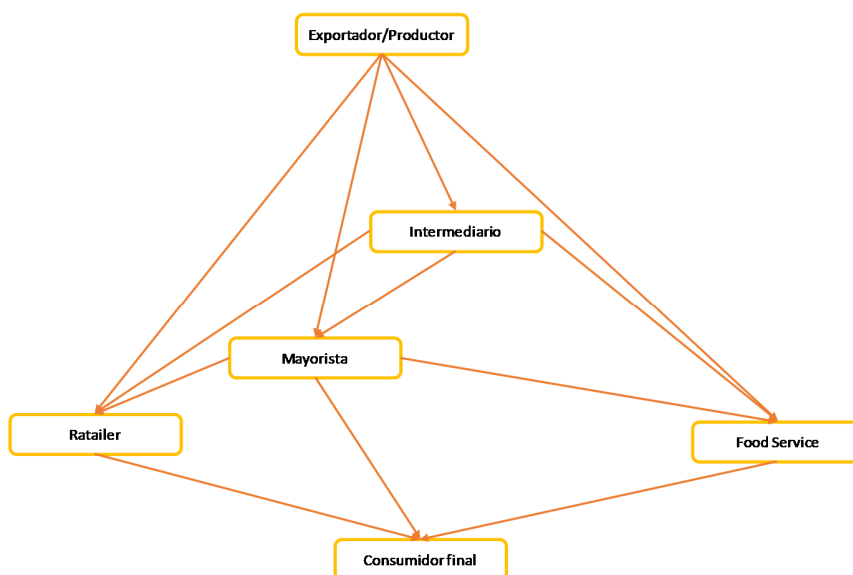 Exportador/Productor
Intermediario
Mayorista
Ratailer
Food Service
Consumidor final